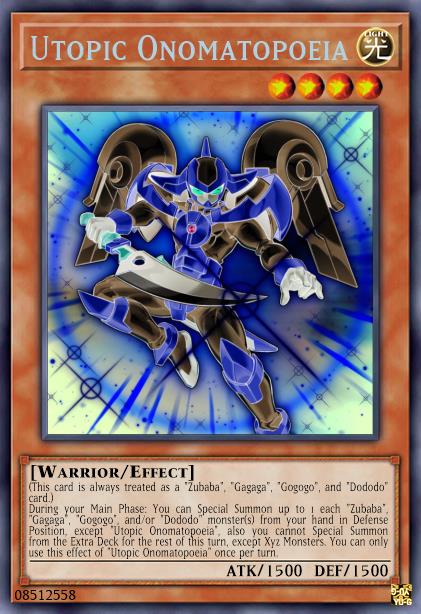 UTOPIC ONOMATOPOEIA
LIGHT
光
[WARRIOR/EFFECT]
(This card is always treated as a "Zubaba", "Gagaga", "Gogogo", and "Dododo"
card.)
During your Main Phase: You can Special Summon up to 1 each "Zubaba",
"Gagaga", "Gogogo", and/or "Dododo" monster(s) from your hand in Defense
Position, except "Utopic Onomatopoeia", also you cannot Special Summon
from the Extra Deck for the rest of this turn, except Xyz Monsters. You can only
use this effect of "Utopic Onomatopoeia" once per turn.
ATK/1500 DEF/1500
08512558